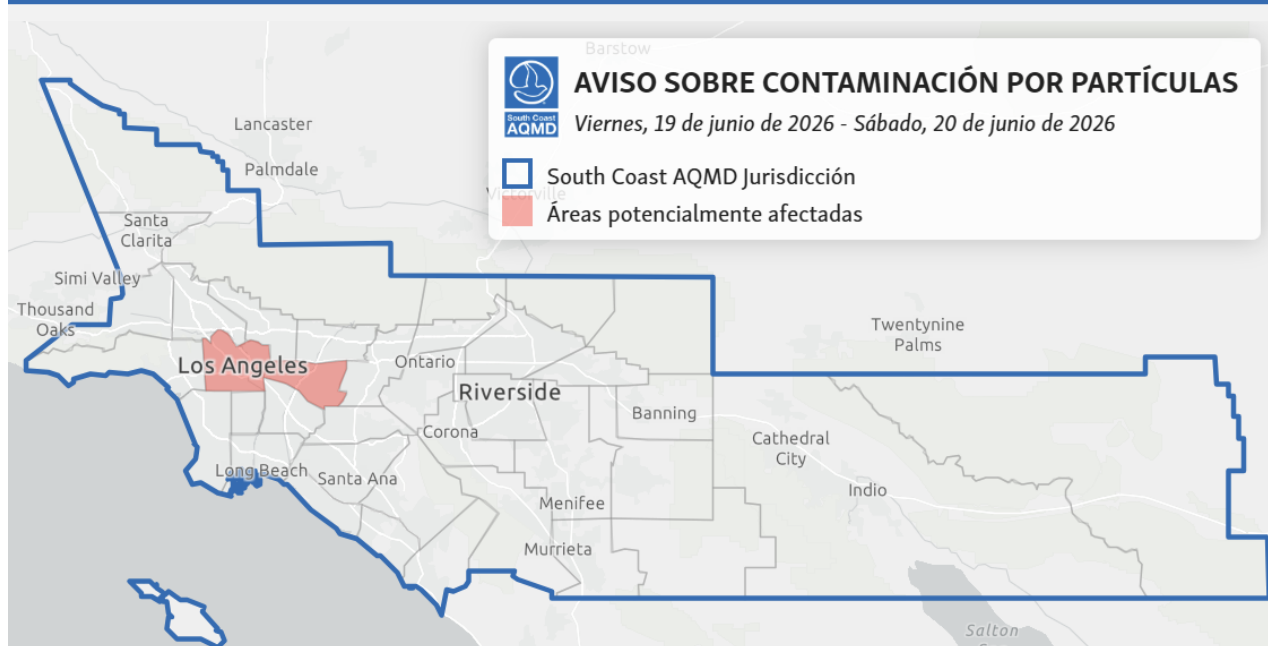 Barstow
South Coast
AQMD
AVISO SOBRE CONTAMINACIÓN POR PARTÍCULAS
Viernes, 19 de junio de 2026 - Sábado, 20 de junio de 2026
South Coast AQMD Jurisdicción
Victorville
Áreas potencialmente afectadas
Lancaster
Palmdale
Santa
Clarita
Simi Valley
Thousand
Oaks
Twentynine
Palms
Los Angeles
Ontario
Riverside
Banning
Corona
Cathedral
City
Long Beach
Santa Ana
Indio
Menifee
Murrieta
Salton